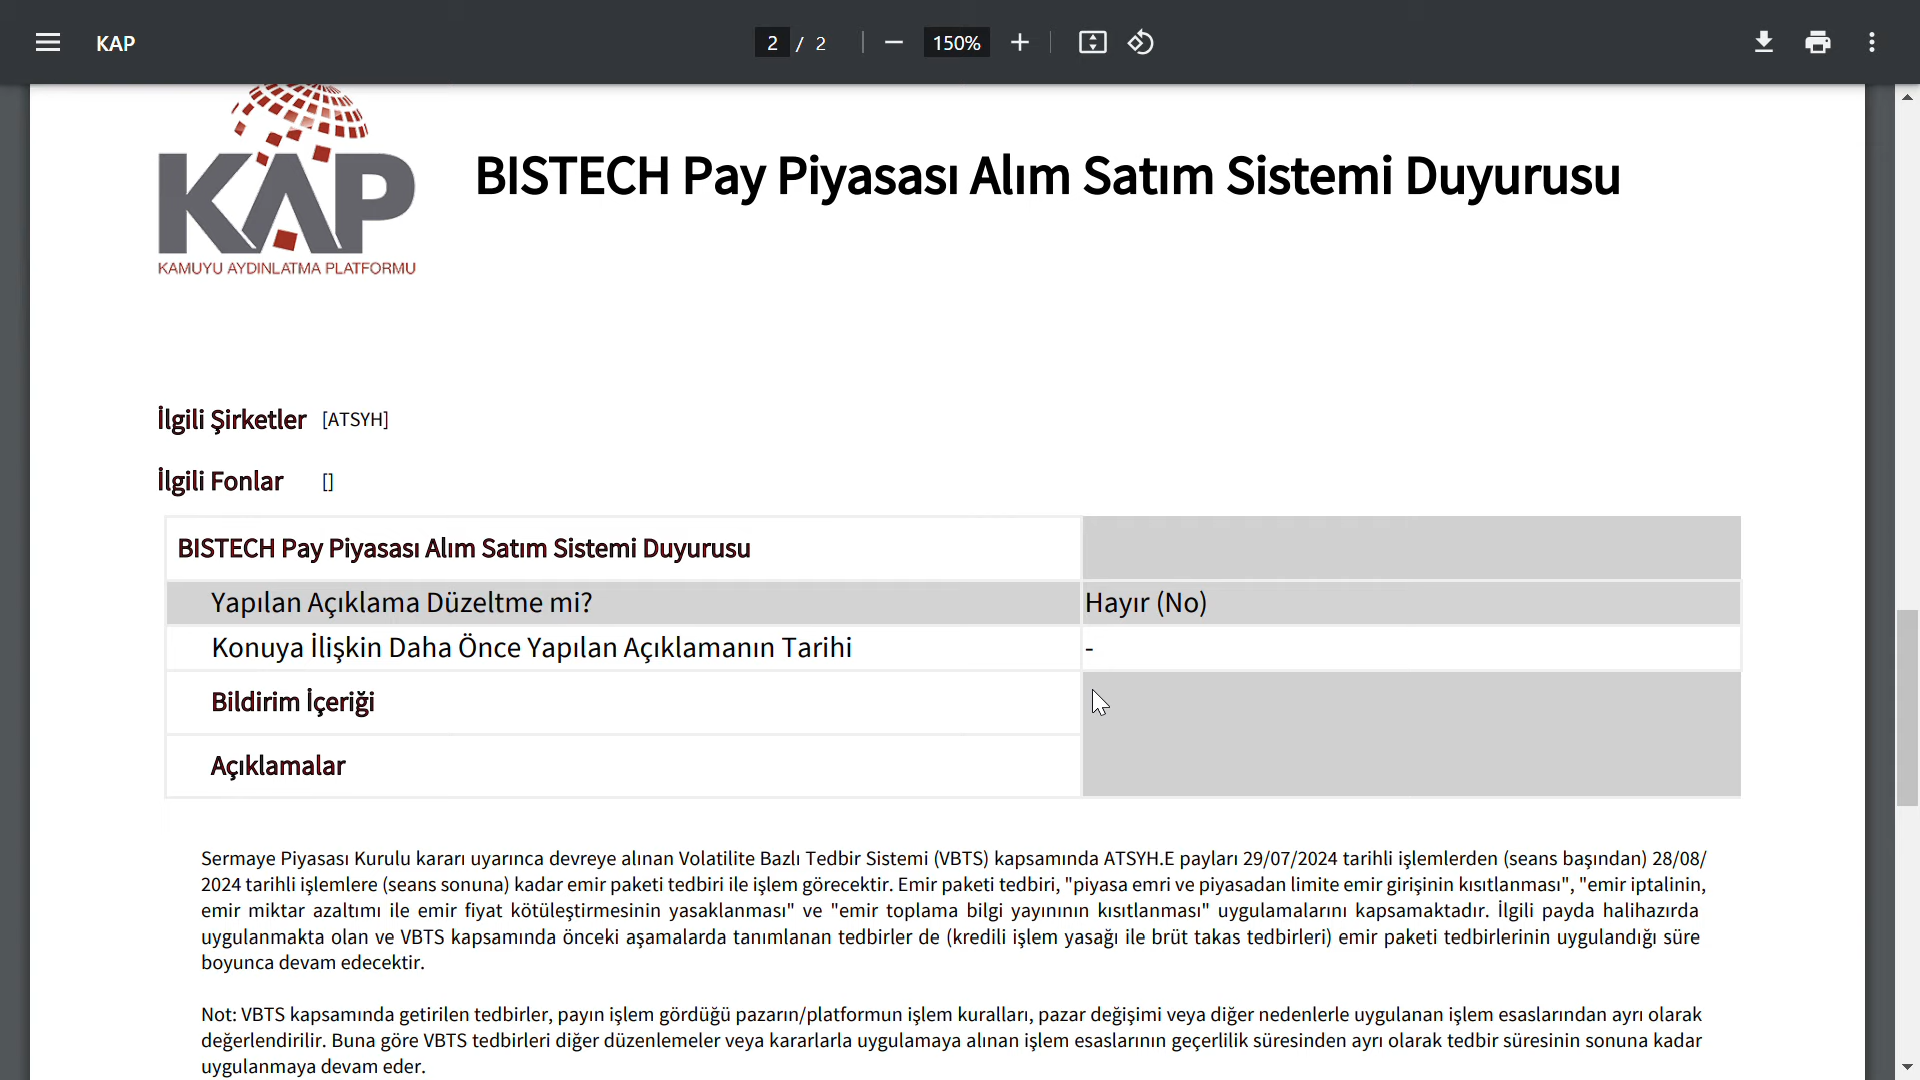 KAP
2 / 2
150%
KAP
KAMUYU AYDINLATMA PLATFORMU
BISTECH Pay Piyasası Alım Satım Sistemi Duyurusu
İlgili Şirketler [ATSYH]
İlgili Fonlar []
BISTECH Pay Piyasası Alım Satım Sistemi Duyurusu
Yapılan Açıklama Düzeltme mi? Hayır (No)
Konuya İlişkin Daha Önce Yapılan Açıklamanın Tarihi -
Bildirim İçeriği
Açıklamalar
Sermaye Piyasası Kurulu kararı uyarınca devreye alınan Volatilite Bazlı Tedbir Sistemi (VBTS) kapsamında ATSYH.E payları 29/07/2024 tarihli işlemlerden (seans başından) 28/08/
2024 tarihli işlemlere (seans sonuna) kadar emir paketi tedbiri ile işlem görecektir. Emir paketi tedbiri, "piyasa emri ve piyasadan limite emir girişinin kısıtlanması", "emir iptalinin,
emir miktar azaltımı ile emir fiyat kötüleştirmesinin yasaklanması" ve "emir toplama bilgi yayınının kısıtlanması" uygulamalarını kapsamaktadır. İlgili payda halihazırda
uygulanmakta olan ve VBTS kapsamında önceki aşamalarda tanımlanan tedbirler de (kredili işlem yasağı ile brüt takas tedbirleri) emir paketi tedbirlerinin uygulandığı süre
boyunca devam edecektir.
Not: VBTS kapsamında getirilen tedbirler, payın işlem gördüğü pazarın/platformun işlem kuralları, pazar değişimi veya diğer nedenlerle uygulanan işlem esaslarından ayrı olarak
değerlendirilir. Buna göre VBTS tedbirleri diğer düzenlemeler veya kararlarla uygulamaya alınan işlem esaslarının geçerlilik süresinden ayrı olarak tedbir süresinin sonuna kadar
uygulanmaya devam eder.